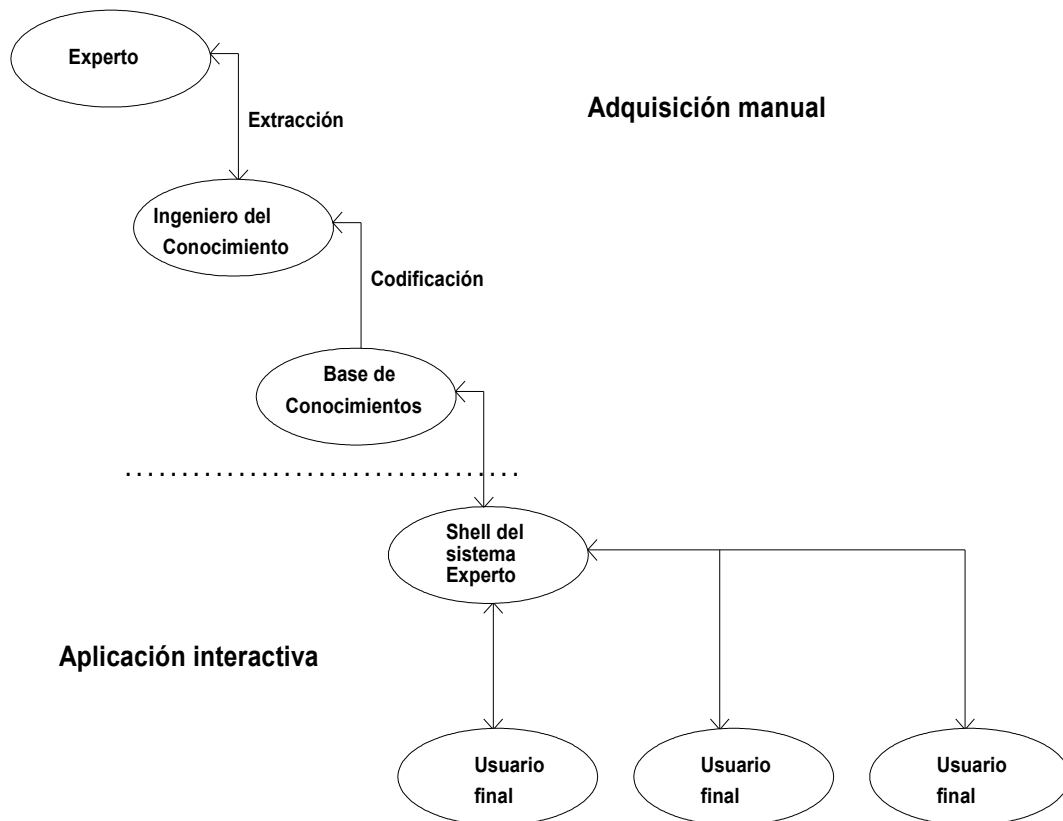 Experto
Adquisición manual
Extracción
Ingeniero del
Conocimiento
Codificación
Base de
Conocimientos
Shell del
sistema
Experto
Aplicación interactiva
Usuario
final
Usuario
final
Usuario
final